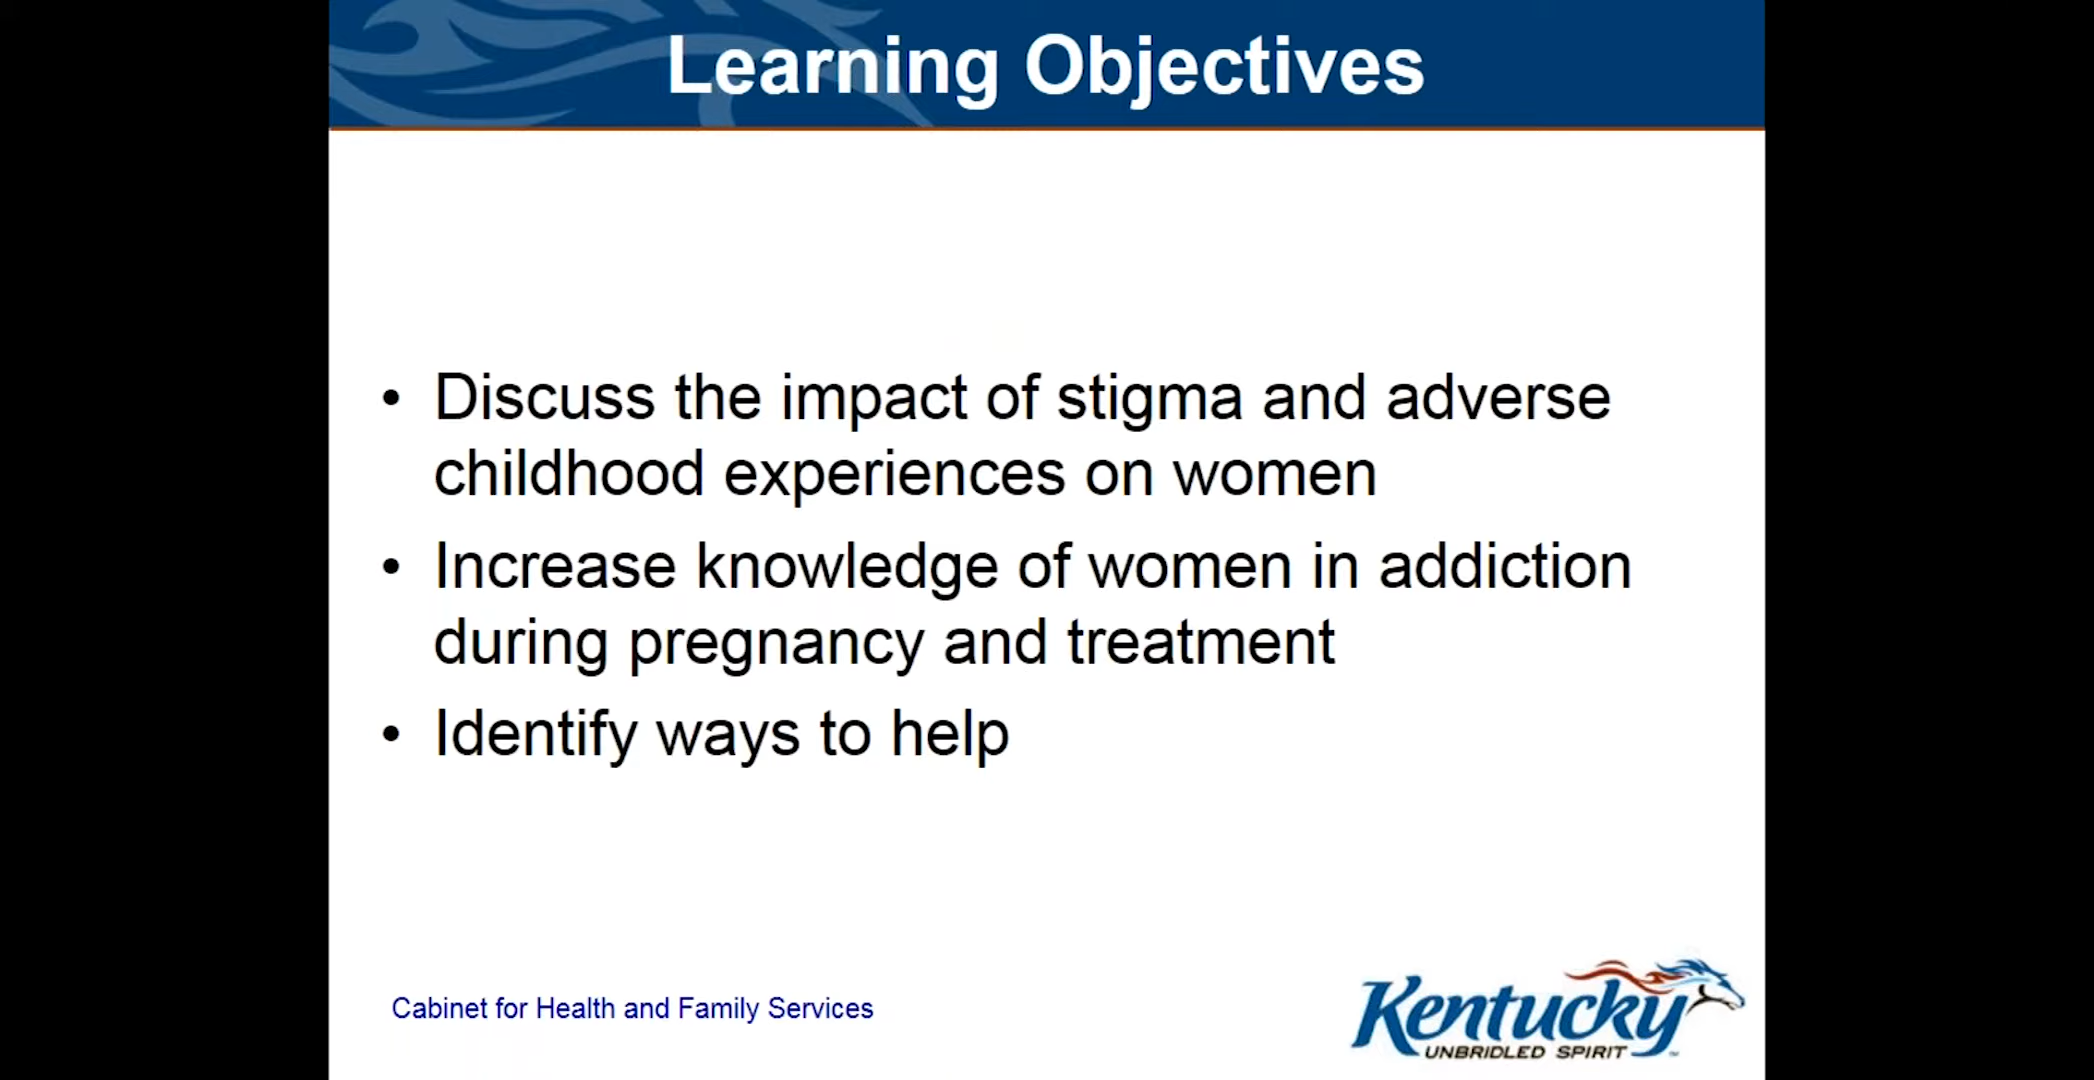 Learning Objectives
• Discuss the impact of stigma and adverse
childhood experiences on women
• Increase knowledge of women in addiction
during pregnancy and treatment
• Identify ways to help
Cabinet for Health and Family Services
Kentucky
UNBRIDLED SPIRIT™